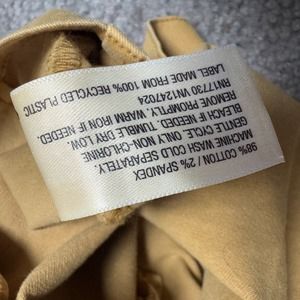 98% COTTON / 2% SPANDEX
MACHINE WASH COLD SEPARATELY.
GENTLE CYCLE. ONLY NON-CHLORINE
BLEACH IF NEEDED. TUMBLE DRY LOW.
REMOVE PROMPTLY. WARM IRON IF NEEDED.
RN17730 N1247024
LABEL MADE FROM 100% RECYCLED PLASTIC